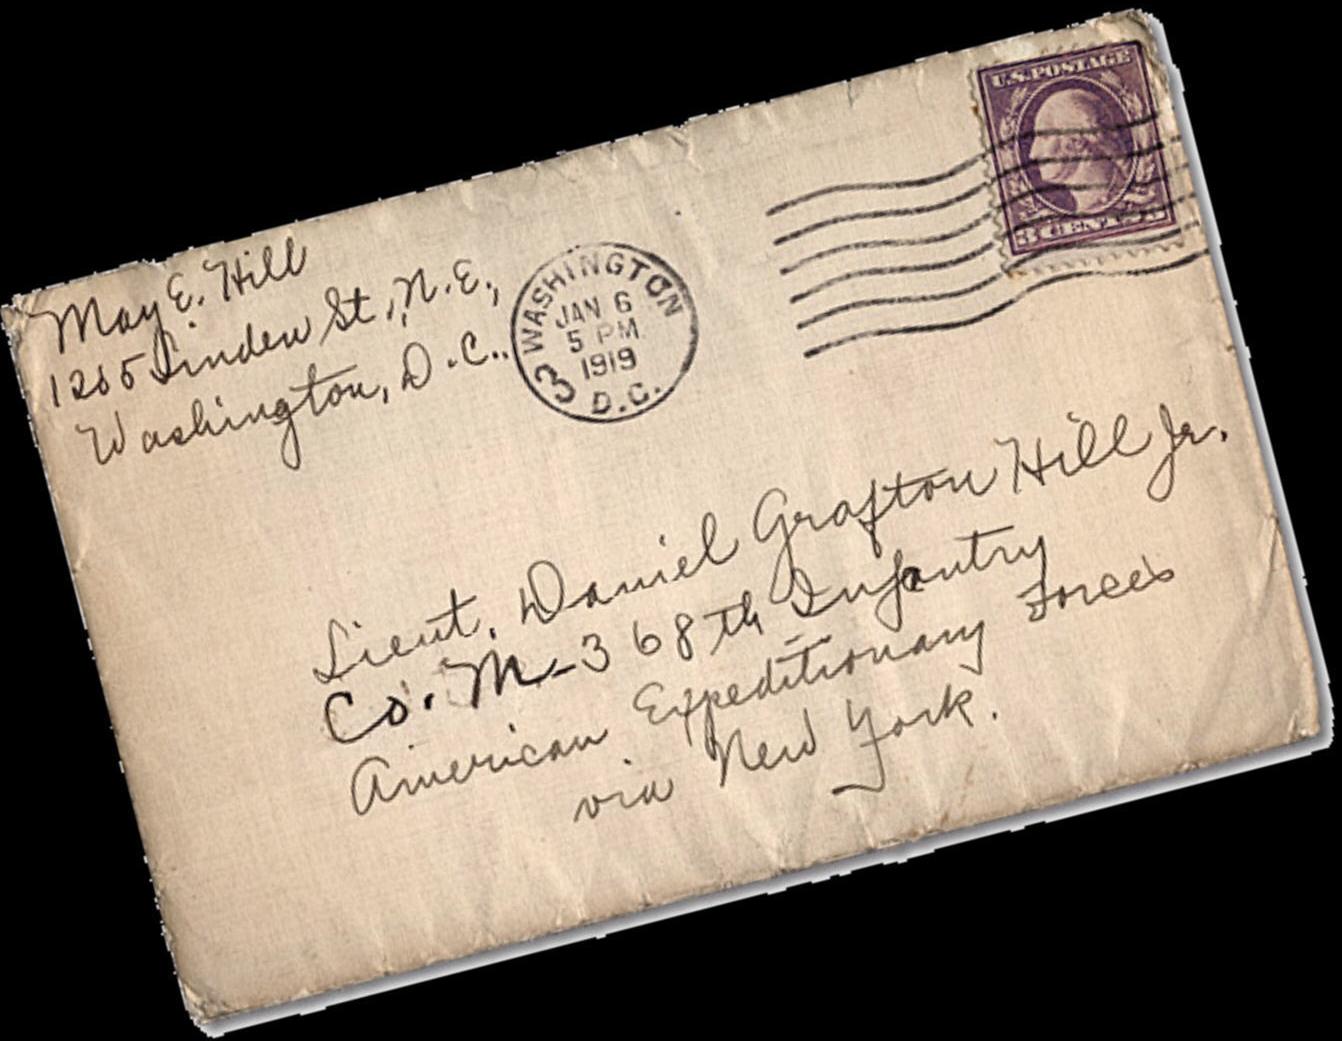 May E. Hill
1205 Linden St., N.E.,
Washington, D.C..
WASHINGTON
JAN 6
5 PM
1919
3
D.C.
U.S. POSTAGE
3 CENTS 3
Lieut. Daniel Grafton Hill Jr.
Co. M-368th Infantry
American Expeditionary Forces
via New York.